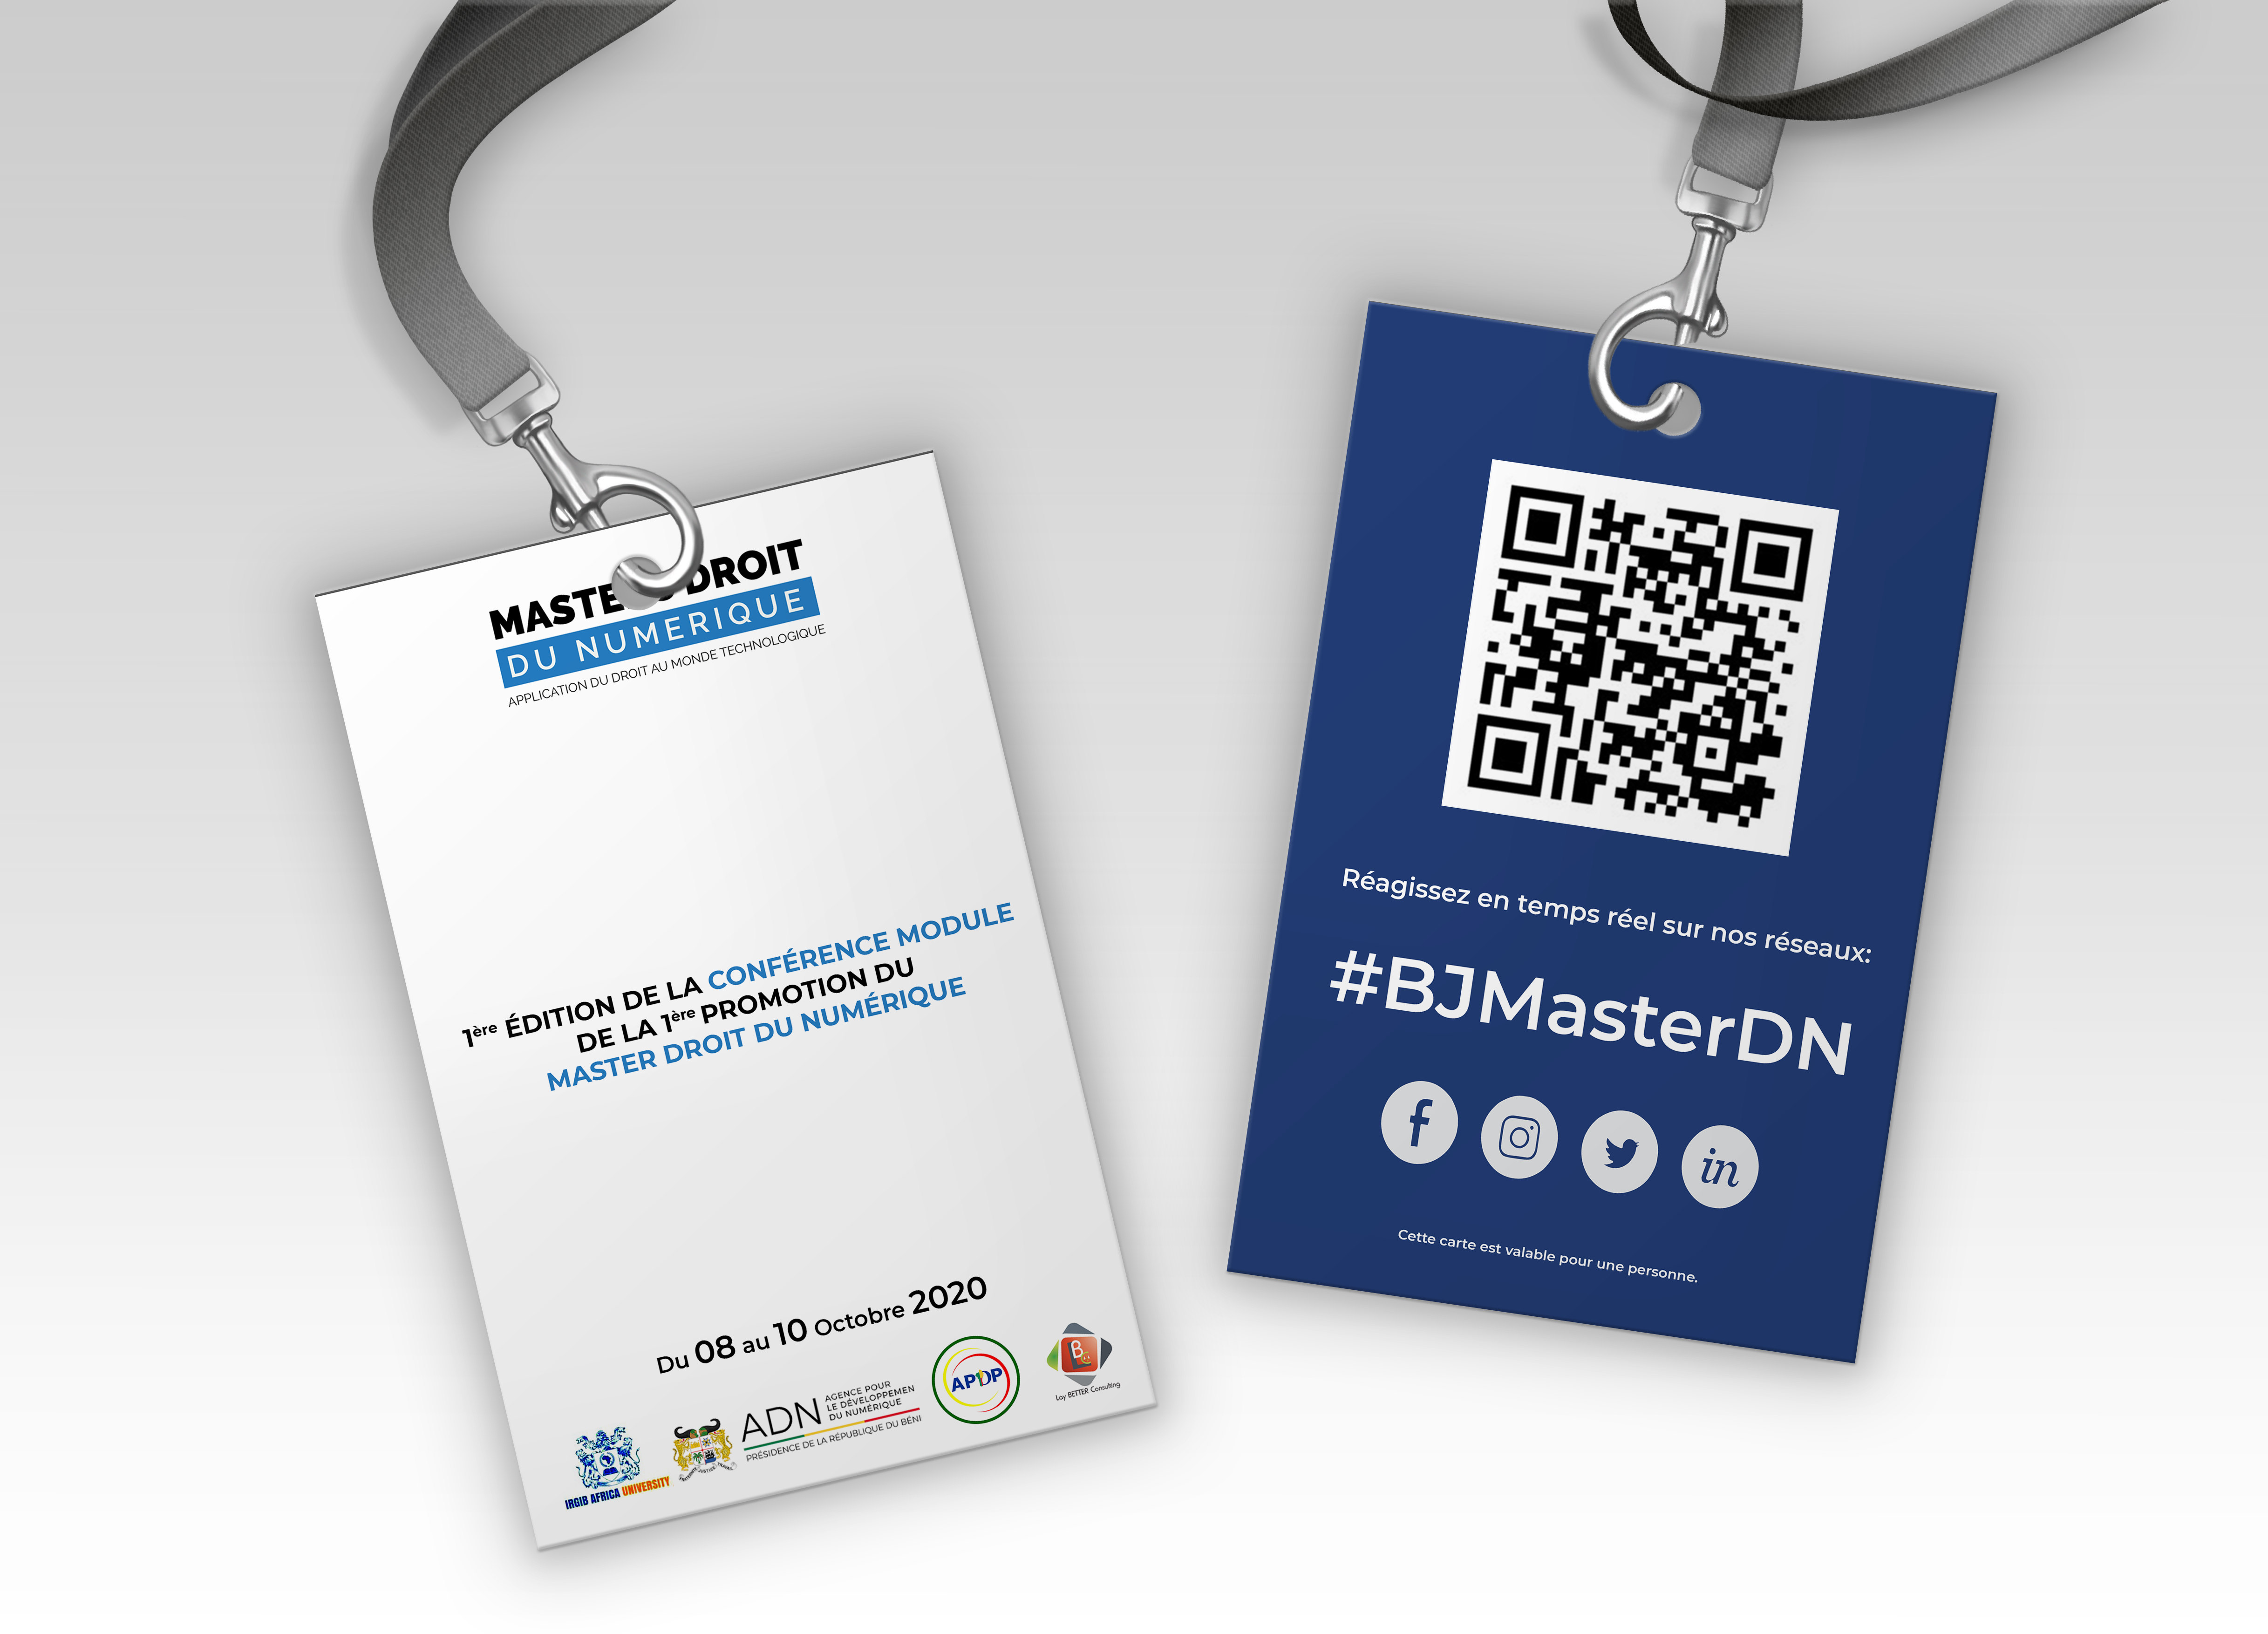 MASTE DROIT
DU NUMERIQUE
APPLICATION DU DROIT AU MONDE TECHNOLOGIQUE
1ère ÉDITION DE LA CONFÉRENCE MODULE
DE LA 1ère PROMOTION DU
MASTER DROIT DU NUMÉRIQUE
Du 08 au 10 Octobre 2020
IRGIB AFRICA UNIVERSITY
ADN
AGENCE POUR
LE DÉVELOPPEMEN
DU NUMÉRIQUE
PRÉSIDENCE DE LA RÉPUBLIQUE DU BÉNI
APDP
Loy BETTER Consulting
Réagissez en temps réel sur nos réseaux:
#BJMasterDN
f
in
Cette carte est valable pour une personne.